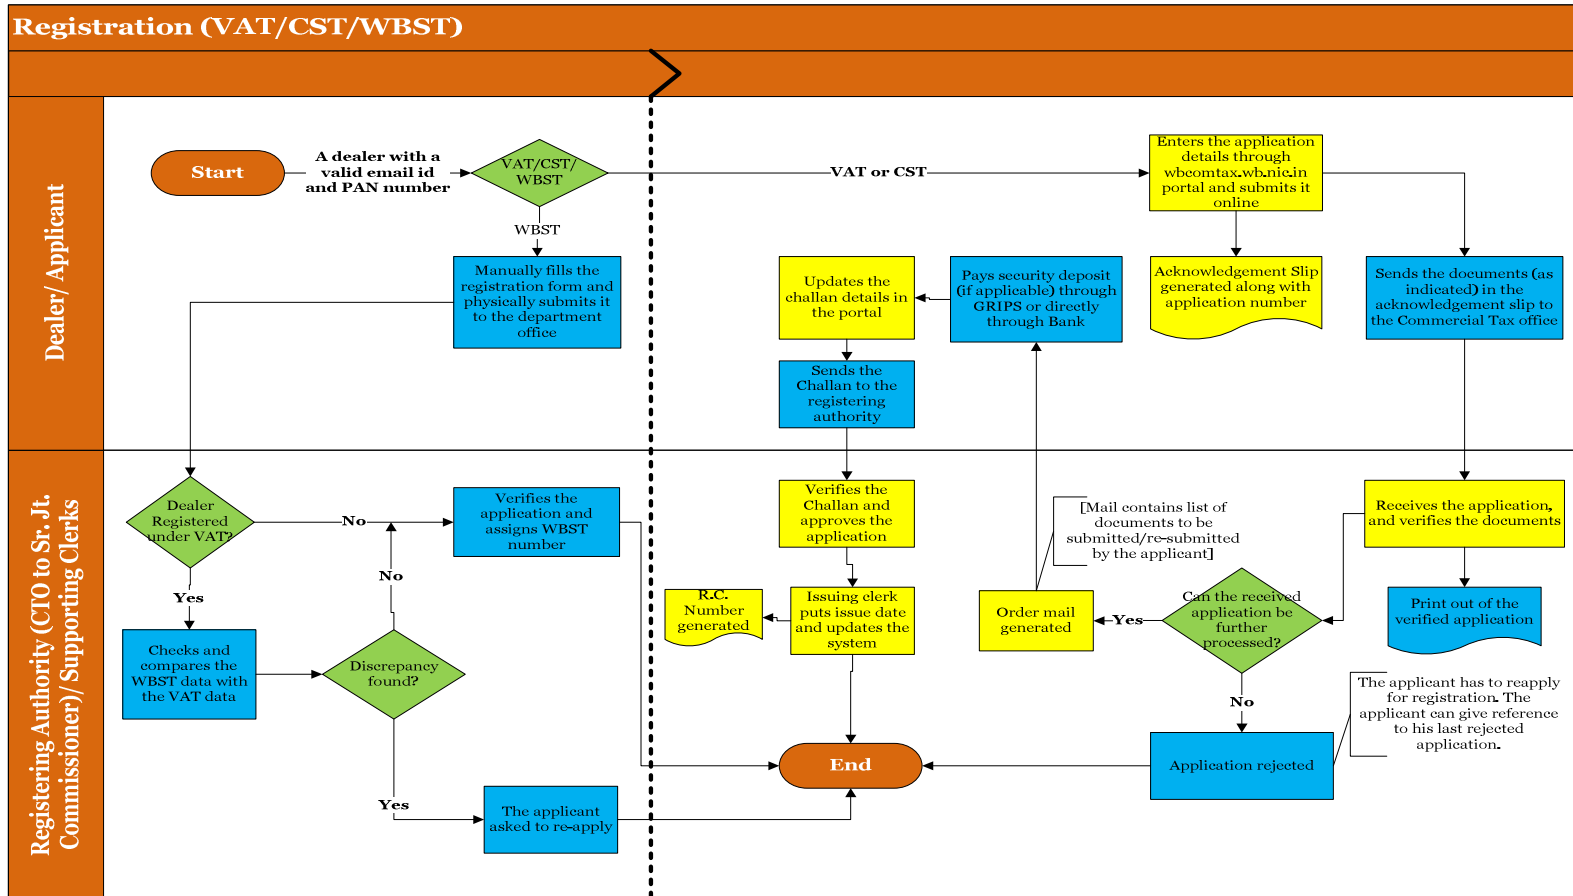 Registration (VAT/CST/WBST)
Dealer/ Applicant
Start
A dealer with a
valid email id
and PAN number
VAT/CST/
WBST
VAT or CST
Enters the application
details through
wbcomtax.wb.nic.in
portal and submits it
online
WBST
Manually fills the
registration form and
physically submits it
to the department
office
Updates the
challan details in
the portal
Pays security deposit
(if applicable) through
GRIPS or directly
through Bank
Acknowledgement Slip
generated along with
application number
Sends the documents (as
indicated) in the
acknowledgement slip to
the Commercial Tax office
Sends the
Challan to the
registering
authority
Registering Authority (CTO to Sr. Jt.
Commissioner)/ Supporting Clerks
Dealer
Registered
under VAT?
No
Verifies the
application and
assigns WBST
number
Verifies the
Challan and
approves the
application
[Mail contains list of
documents to be
submitted/re-submitted
by the applicant]
Receives the application,
and verifies the documents
Yes
No
R.C.
Number
generated
Issuing clerk
puts issue date
and updates the
system
Order mail
generated
Yes
Can the received
application be
further
processed?
Print out of the
verified application
Checks and
compares the
WBST data with
the VAT data
Discrepancy
found?
No
The applicant has to reapply
for registration. The
applicant can give reference
to his last rejected
application.
End
Application rejected
Yes
The applicant
asked to re-apply